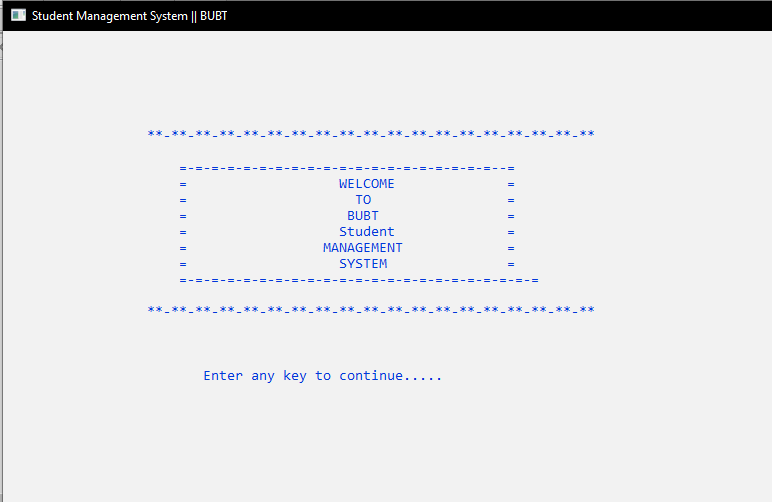 Student Management System || BUBT
**-**-**-**-**-**-**-**-**-**-**-**-**-**-**-**-**-**-**
=-=-=-=-=-=-=-=-=-=-=-=-=-=-=-=-=-=-=-=--=
= WELCOME =
= TO =
= BUBT =
= Student =
= MANAGEMENT =
= SYSTEM =
=-=-=-=-=-=-=-=-=-=-=-=-=-=-=-=-=-=-=-=-=-=-=
**-**-**-**-**-**-**-**-**-**-**-**-**-**-**-**-**-**-**
Enter any key to continue.....